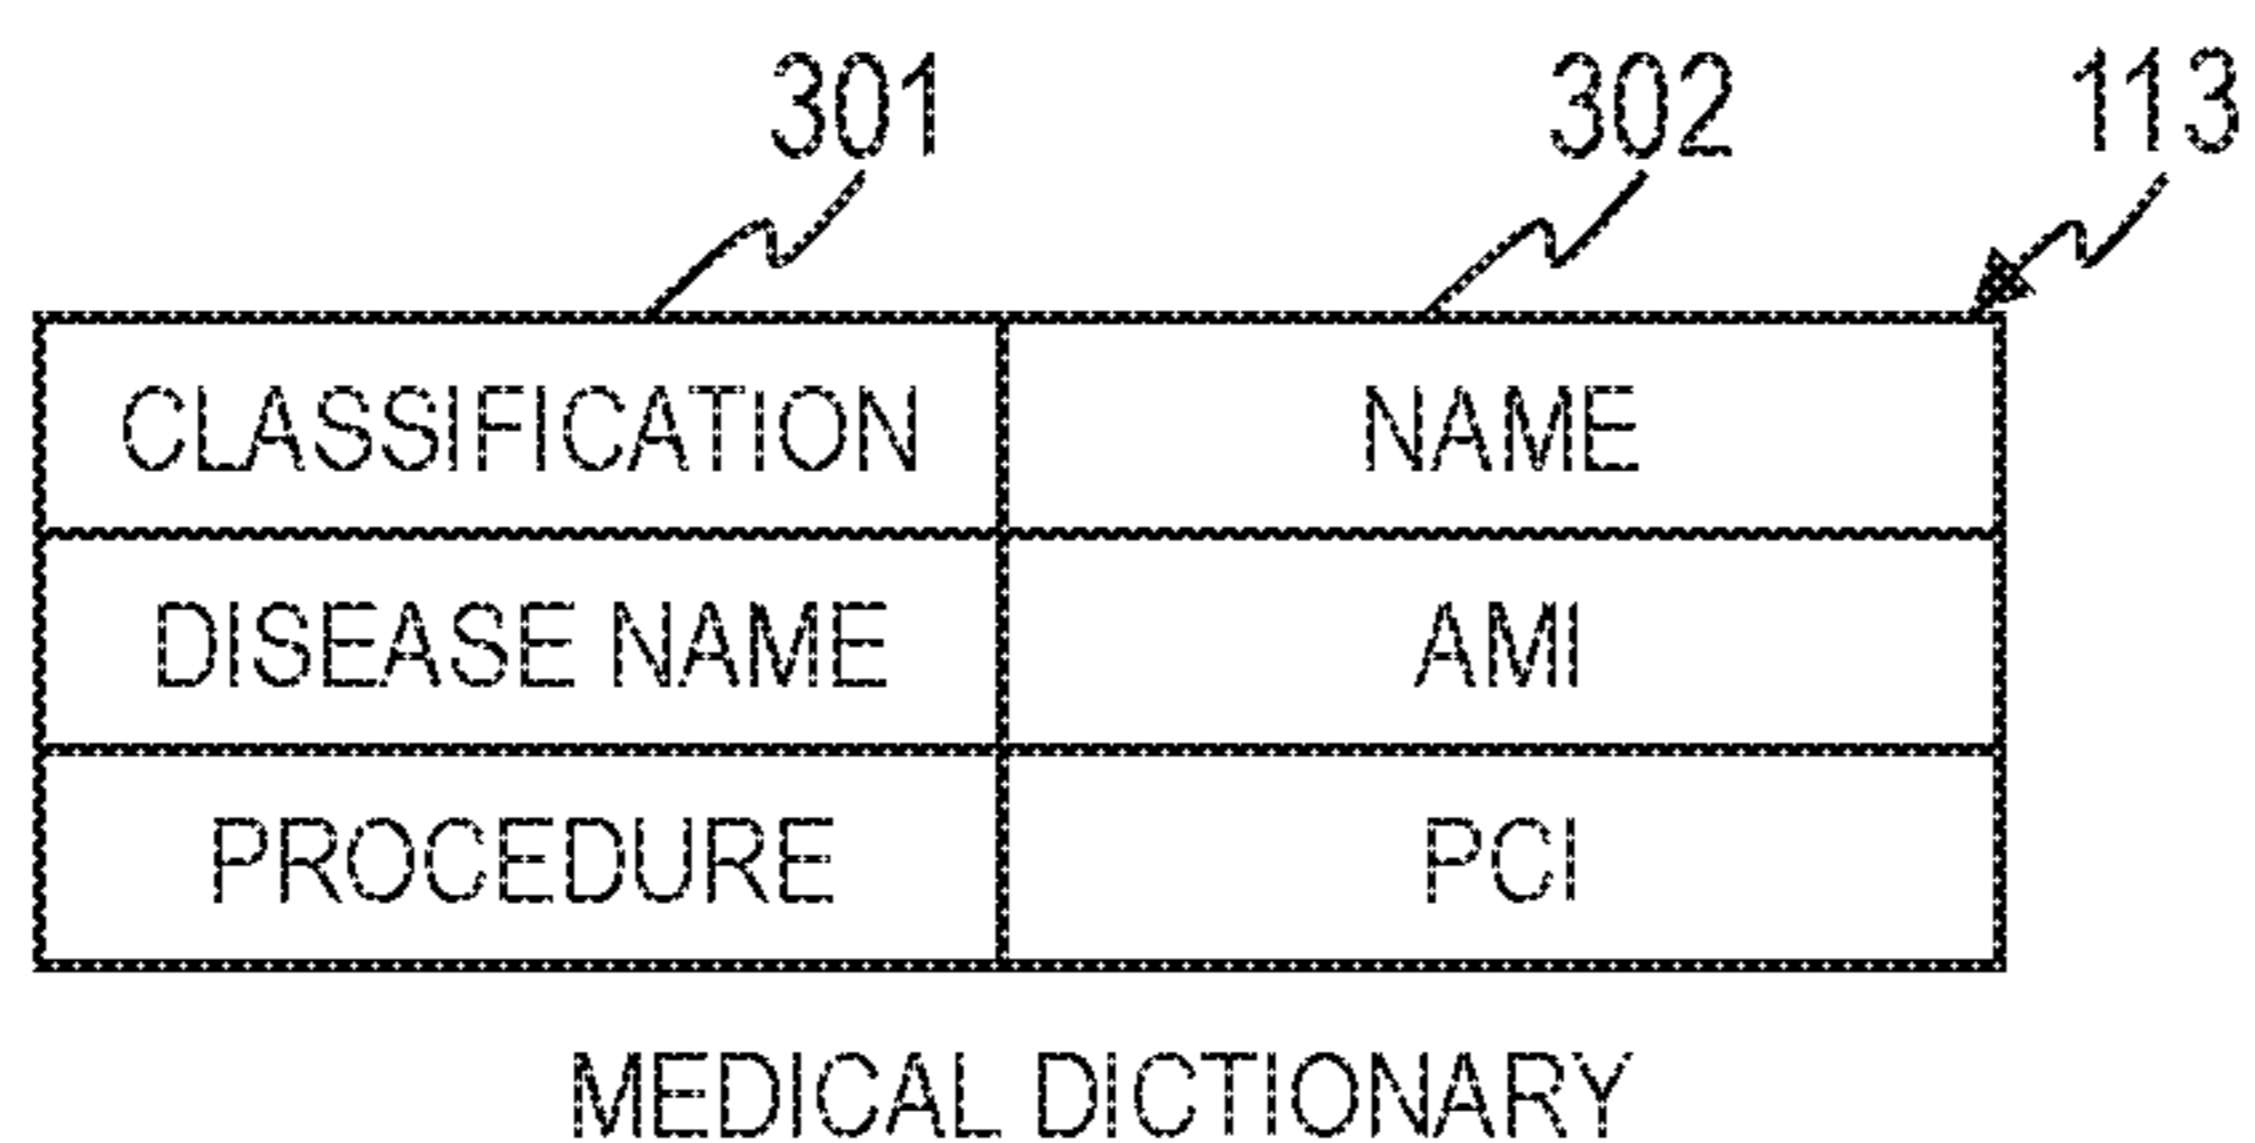 301 302 113
CLASSIFICATION NAME
DISEASE NAME AMI
PROCEDURE PCI
MEDICAL DICTIONARY